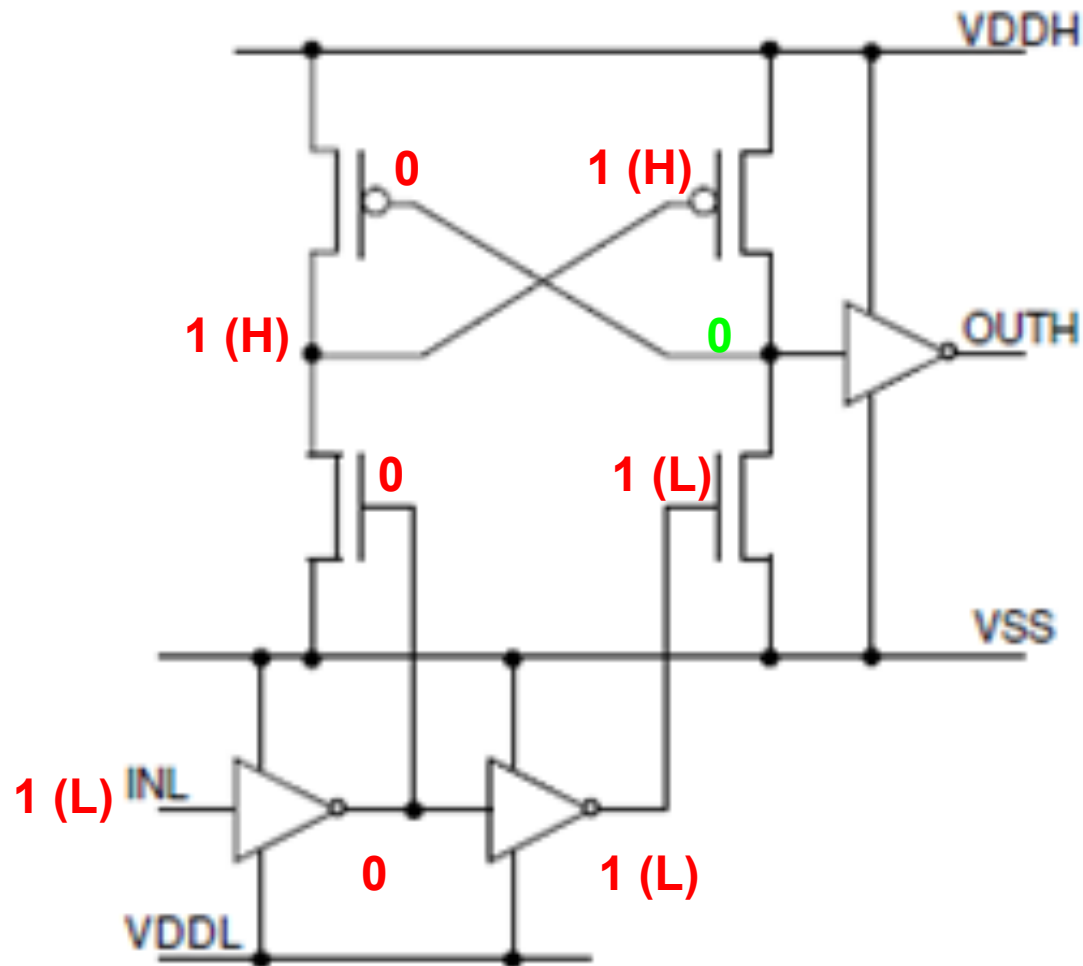 VDDH
0
1 (H)
1 (H)
0
OUTH
0
1 (L)
VSS
1 (L)
INL
0
1 (L)
VDDL